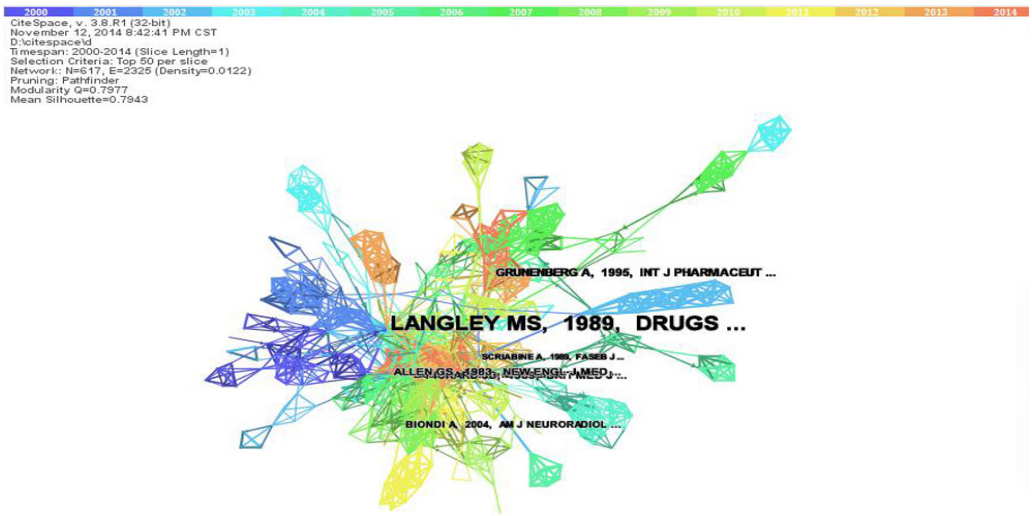 2000 2001 2002 2003 2004 2005 2006 2007 2008 2009 2010 2011 2012 2013 2014
CiteSpace, v. 3.8.R1 (32-bit)
November 12, 2014 8:42:41 PM CST
D:\citespace\d
Timespan: 2000-2014 (Slice Length=1)
Selection Criteria: Top 50 per slice
Network: N=617, E=2325 (Density=0.0122)
Pruning: Pathfinder
Modularity Q=0.7977
Mean Silhouette=0.7943
GRUNENBERG A, 1995, INT J PHARMACEUT ...
LANGLEY MS, 1989, DRUGS ...
SCRIABINE A, 1989, FASEB J ...
ALLEN GS, 1983, NEW ENGL J MED ...
MED J ...
BIONDI A, 2004, AM J NEURORADIOL ...